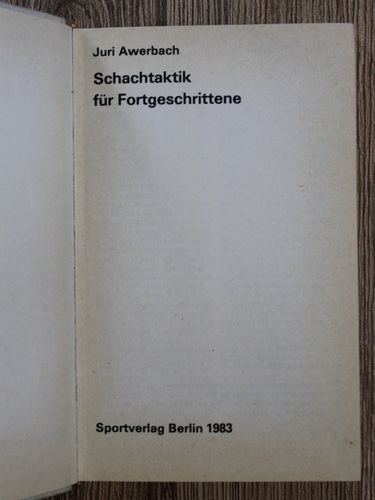 Juri Awerbach
Schachtaktik
für Fortgeschrittene
Sportverlag Berlin 1983